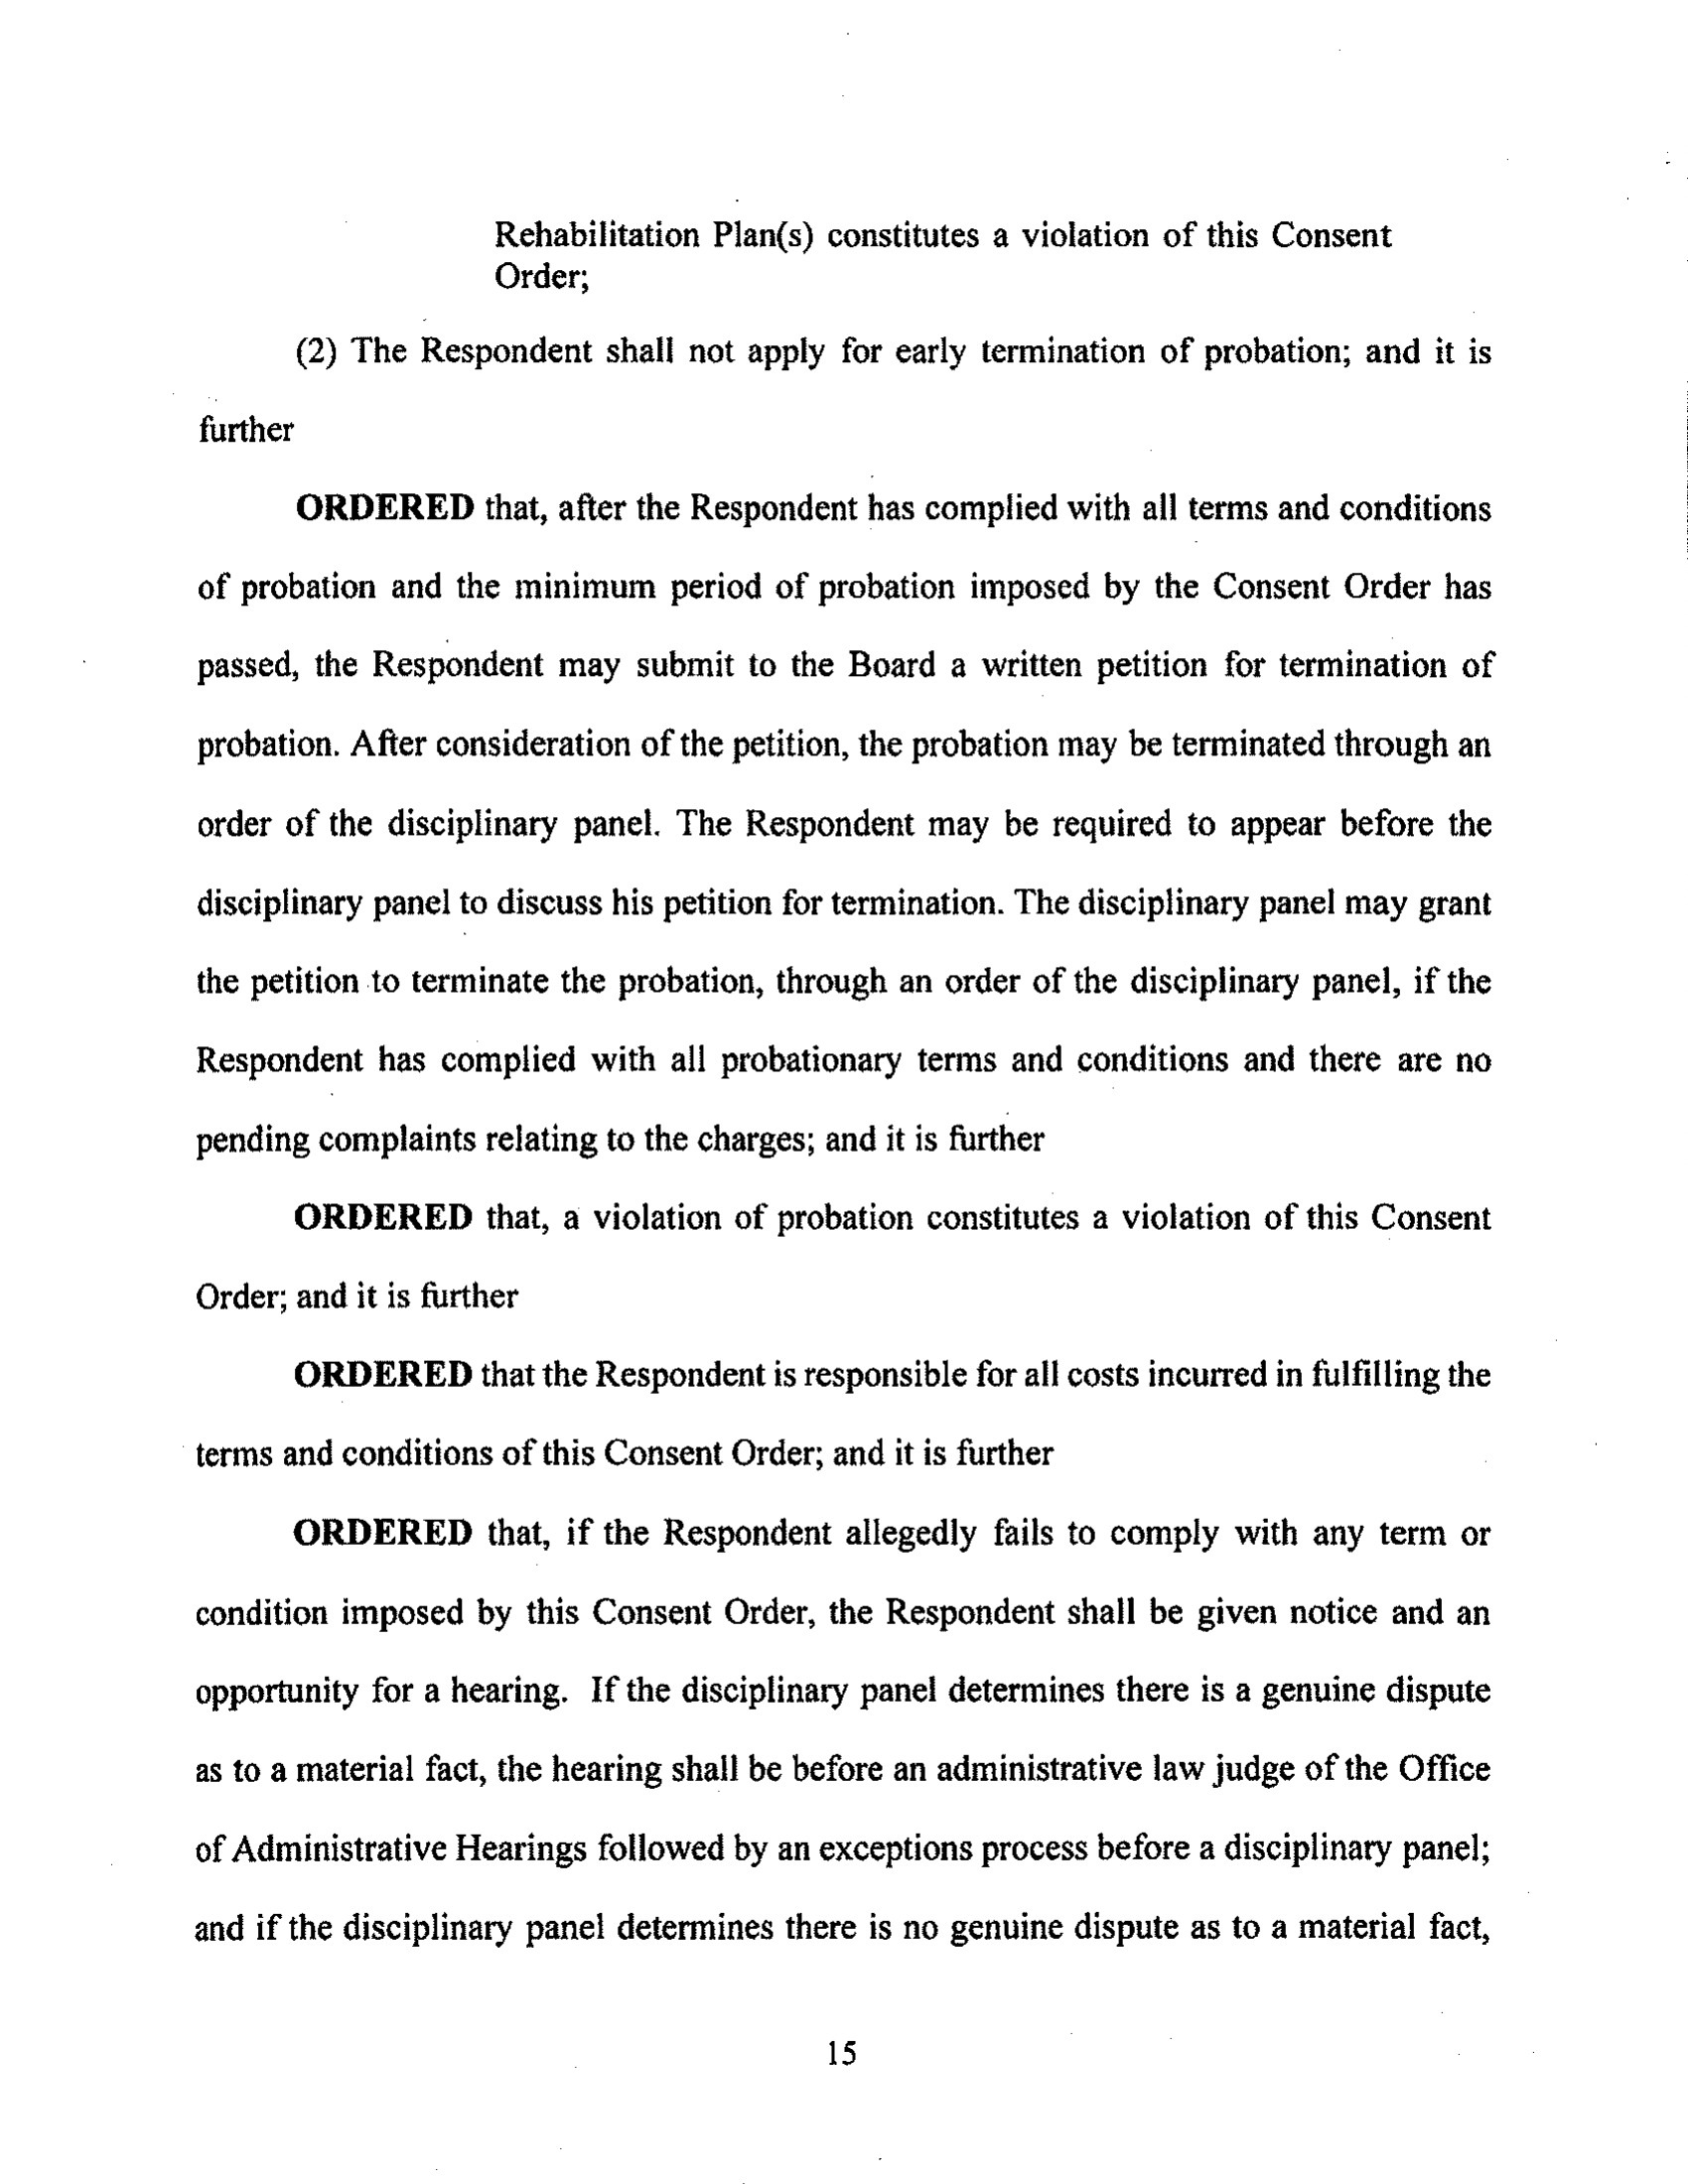 Rehabilitation Plan(s) constitutes a violation of this Consent
Order;
(2) The Respondent shall not apply for early termination of probation; and it is
further
ORDERED that, after the Respondent has complied with all terms and conditions
of probation and the minimum period of probation imposed by the Consent Order has
passed, the Respondent may submit to the Board a written petition for termination of
probation. After consideration of the petition, the probation may be terminated through an
order of the disciplinary panel. The Respondent may be required to appear before the
disciplinary panel to discuss his petition for termination. The disciplinary panel may grant
the petition to terminate the probation, through an order of the disciplinary panel, if the
Respondent has complied with all probationary terms and conditions and there are no
pending complaints relating to the charges; and it is further
ORDERED that, a violation of probation constitutes a violation of this Consent
Order; and it is further
ORDERED that the Respondent is responsible for all costs incurred in fulfilling the
terms and conditions of this Consent Order; and it is further
ORDERED that, if the Respondent allegedly fails to comply with any term or
condition imposed by this Consent Order, the Respondent shall be given notice and an
opportunity for a hearing. If the disciplinary panel determines there is a genuine dispute
as to a material fact, the hearing shall be before an administrative law judge of the Office
of Administrative Hearings followed by an exceptions process before a disciplinary panel;
and if the disciplinary panel determines there is no genuine dispute as to a material fact,
15